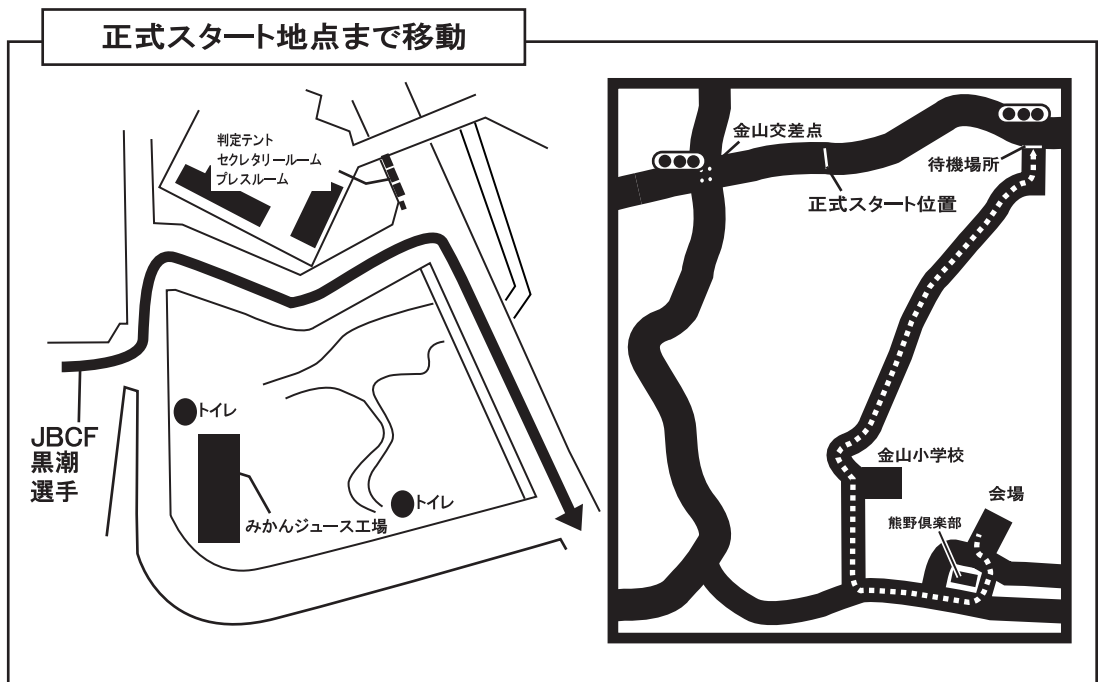 正式スタート地点まで移動
判定テント
セクレタリールーム
プレスルーム
トイレ
JBCF
黒潮
選手
みかんジュース工場
トイレ
金山交差点
待機場所
正式スタート位置
金山小学校
会場
熊野倶楽部